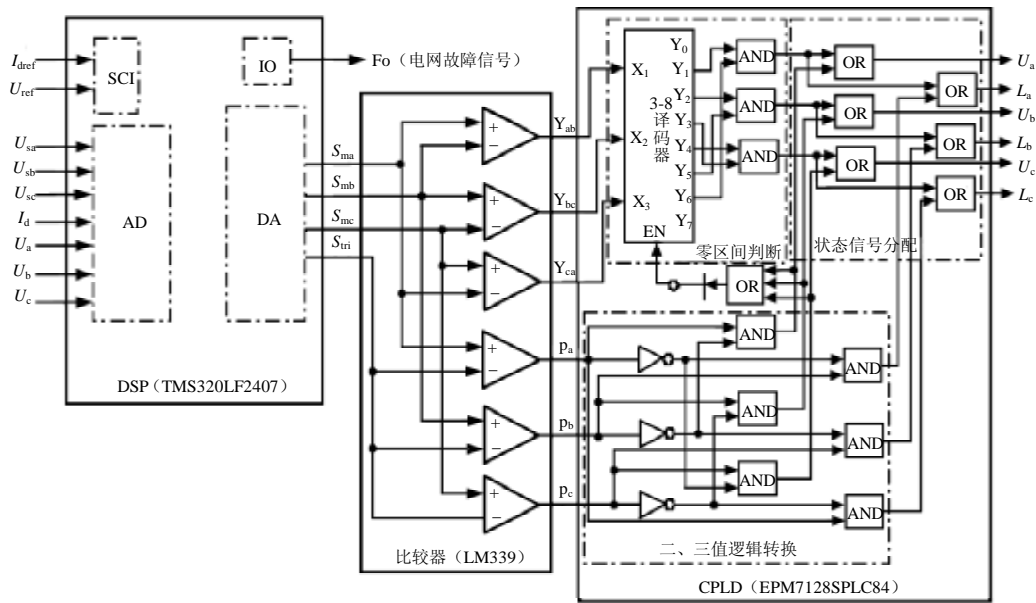 I_dref
U_ref
U_sa
U_sb
U_sc
I_d
U_a
U_b
U_c
SCI
AD
IO
DA
DSP（TMS320LF2407）
Fo（电网故障信号）
S_ma
S_mb
S_mc
S_tri
+
−
+
−
+
−
+
−
+
−
+
−
比较器（LM339）
Y_ab
Y_bc
Y_ca
p_a
p_b
p_c
X_1
X_2
X_3
EN
3-8
译
码
器
Y_0
Y_1
Y_2
Y_3
Y_4
Y_5
Y_6
Y_7
AND
AND
AND
零区间判断
OR
OR
OR
OR
OR
OR
状态信号分配
OR
AND
AND
AND
AND
AND
AND
二、三值逻辑转换
CPLD（EPM7128SPLC84）
U_a
L_a
U_b
L_b
U_c
L_c